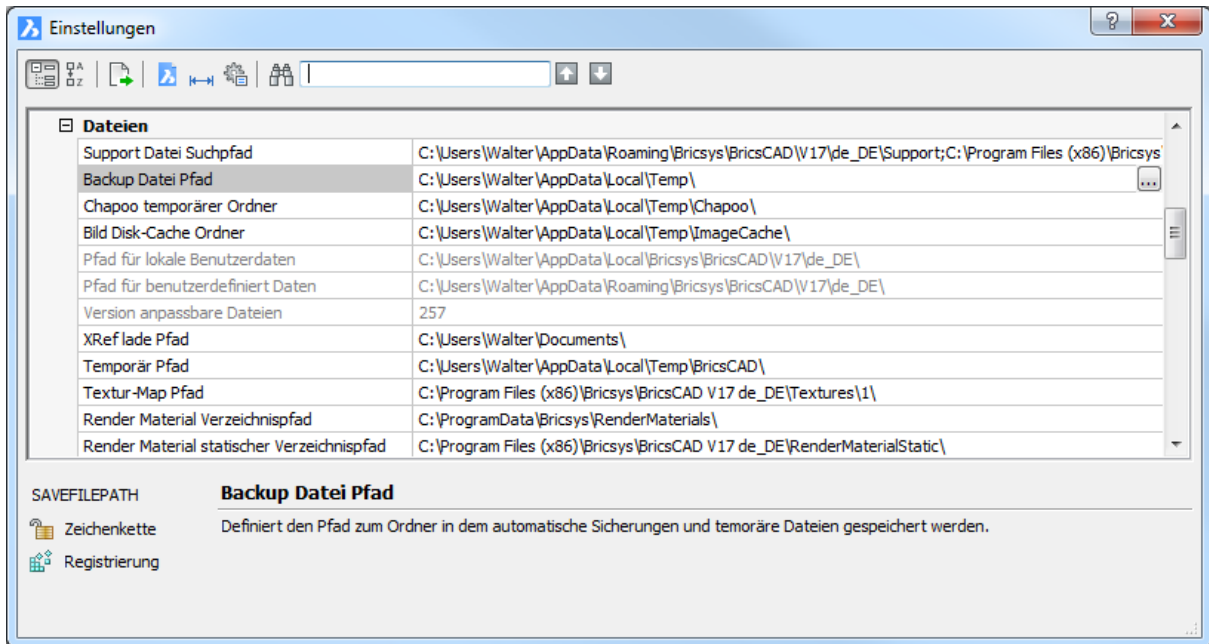 Einstellungen
Dateien
Support Datei Suchpfad C:\Users\Walter\AppData\Roaming\Bricsys\BricsCAD\V17\de_DE\Support;C:\Program Files (x86)\Bricsys\
Backup Datei Pfad C:\Users\Walter\AppData\Local\Temp\ ...
Chapoo temporärer Ordner C:\Users\Walter\AppData\Local\Temp\Chapoo\
Bild Disk-Cache Ordner C:\Users\Walter\AppData\Local\Temp\ImageCache\
Pfad für lokale Benutzerdaten C:\Users\Walter\AppData\Local\Bricsys\BricsCAD\V17\de_DE\
Pfad für benutzerdefiniert Daten C:\Users\Walter\AppData\Roaming\Bricsys\BricsCAD\V17\de_DE\
Version anpassbare Dateien 257
XRef lade Pfad C:\Users\Walter\Documents\
Temporär Pfad C:\Users\Walter\AppData\Local\Temp\BricsCAD\
Textur-Map Pfad C:\Program Files (x86)\Bricsys\BricsCAD V17 de_DE\Textures\1\
Render Material Verzeichnispfad C:\ProgramData\Bricsys\RenderMaterials\
Render Material statischer Verzeichnispfad C:\Program Files (x86)\Bricsys\BricsCAD V17 de_DE\RenderMaterialStatic\
SAVEFILEPATH
Zeichenkette
Registrierung
Backup Datei Pfad
Definiert den Pfad zum Ordner in dem automatische Sicherungen und temoräre Dateien gespeichert werden.